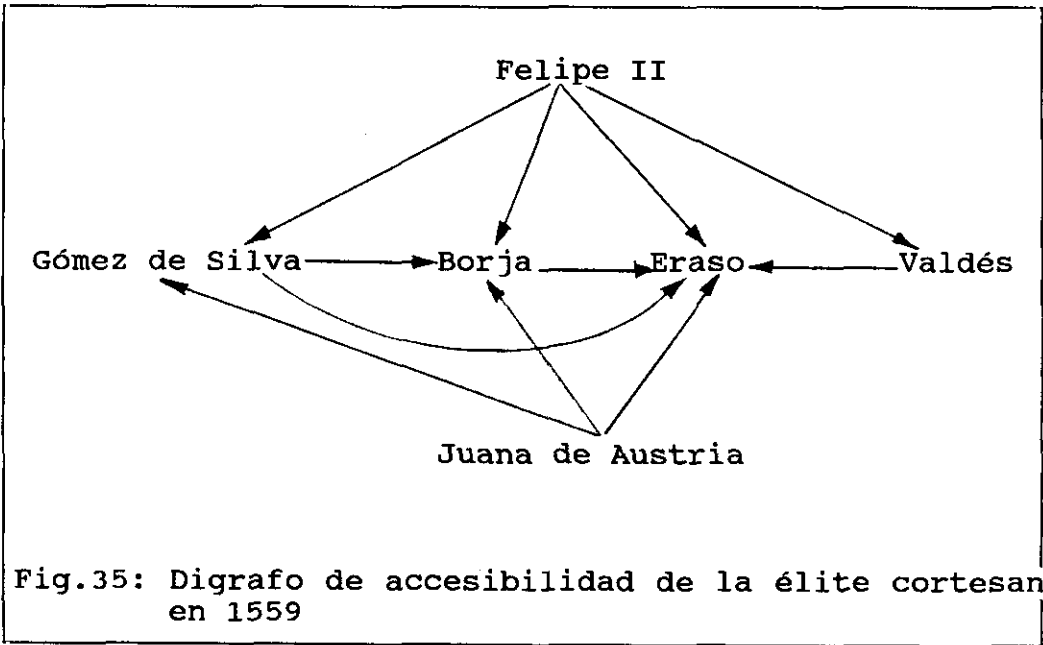 Felipe II
Gómez de Silva Borja Eraso Valdés
Juana de Austria
Fig.35: Digrafo de accesibilidad de la élite cortesan
en 1559